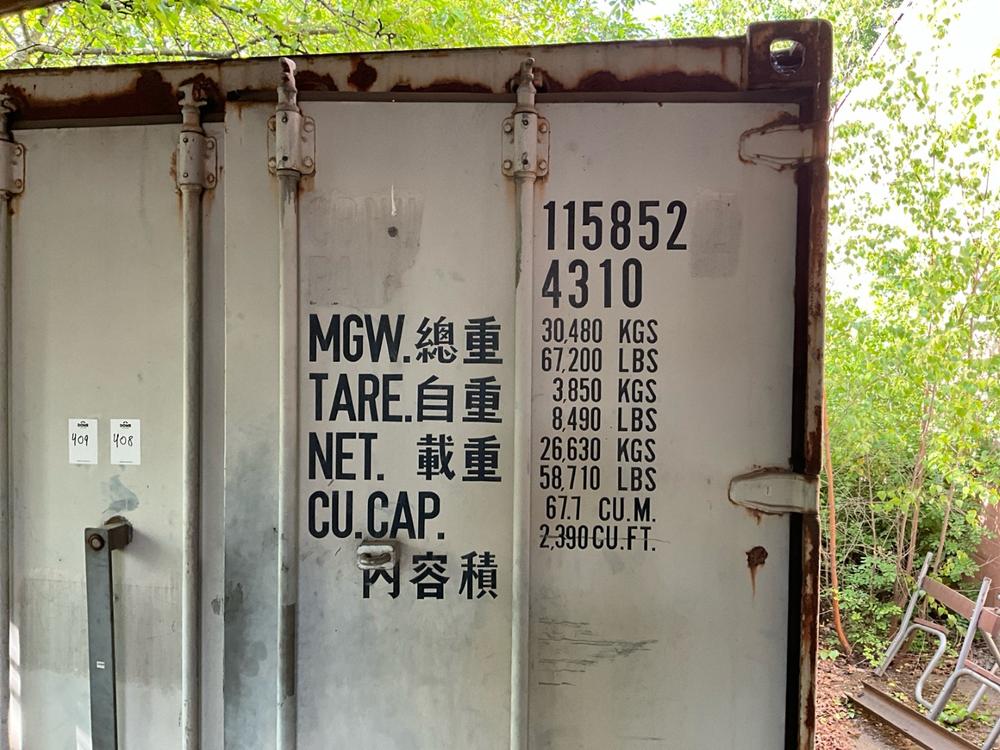 115852
4310
MGW.總重 30,480 KGS
67,200 LBS
TARE.自重 3,850 KGS
8,490 LBS
NET. 載重 26,630 KGS
58,710 LBS
CU.CAP. 67.7 CU.M.
2,390 CU.FT.
內容積
409 408